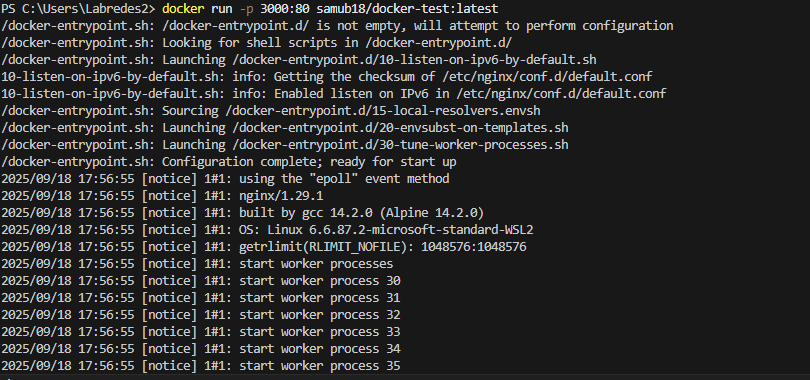 PS C:\Users\Labredes2> docker run -p 3000:80 samub18/docker-test:latest
/docker-entrypoint.sh: /docker-entrypoint.d/ is not empty, will attempt to perform configuration
/docker-entrypoint.sh: Looking for shell scripts in /docker-entrypoint.d/
/docker-entrypoint.sh: Launching /docker-entrypoint.d/10-listen-on-ipv6-by-default.sh
10-listen-on-ipv6-by-default.sh: info: Getting the checksum of /etc/nginx/conf.d/default.conf
10-listen-on-ipv6-by-default.sh: info: Enabled listen on IPv6 in /etc/nginx/conf.d/default.conf
/docker-entrypoint.sh: Sourcing /docker-entrypoint.d/15-local-resolvers.envsh
/docker-entrypoint.sh: Launching /docker-entrypoint.d/20-envsubst-on-templates.sh
/docker-entrypoint.sh: Launching /docker-entrypoint.d/30-tune-worker-processes.sh
/docker-entrypoint.sh: Configuration complete; ready for start up
2025/09/18 17:56:55 [notice] 1#1: using the "epoll" event method
2025/09/18 17:56:55 [notice] 1#1: nginx/1.29.1
2025/09/18 17:56:55 [notice] 1#1: built by gcc 14.2.0 (Alpine 14.2.0)
2025/09/18 17:56:55 [notice] 1#1: OS: Linux 6.6.87.2-microsoft-standard-WSL2
2025/09/18 17:56:55 [notice] 1#1: getrlimit(RLIMIT_NOFILE): 1048576:1048576
2025/09/18 17:56:55 [notice] 1#1: start worker processes
2025/09/18 17:56:55 [notice] 1#1: start worker process 30
2025/09/18 17:56:55 [notice] 1#1: start worker process 31
2025/09/18 17:56:55 [notice] 1#1: start worker process 32
2025/09/18 17:56:55 [notice] 1#1: start worker process 33
2025/09/18 17:56:55 [notice] 1#1: start worker process 34
2025/09/18 17:56:55 [notice] 1#1: start worker process 35